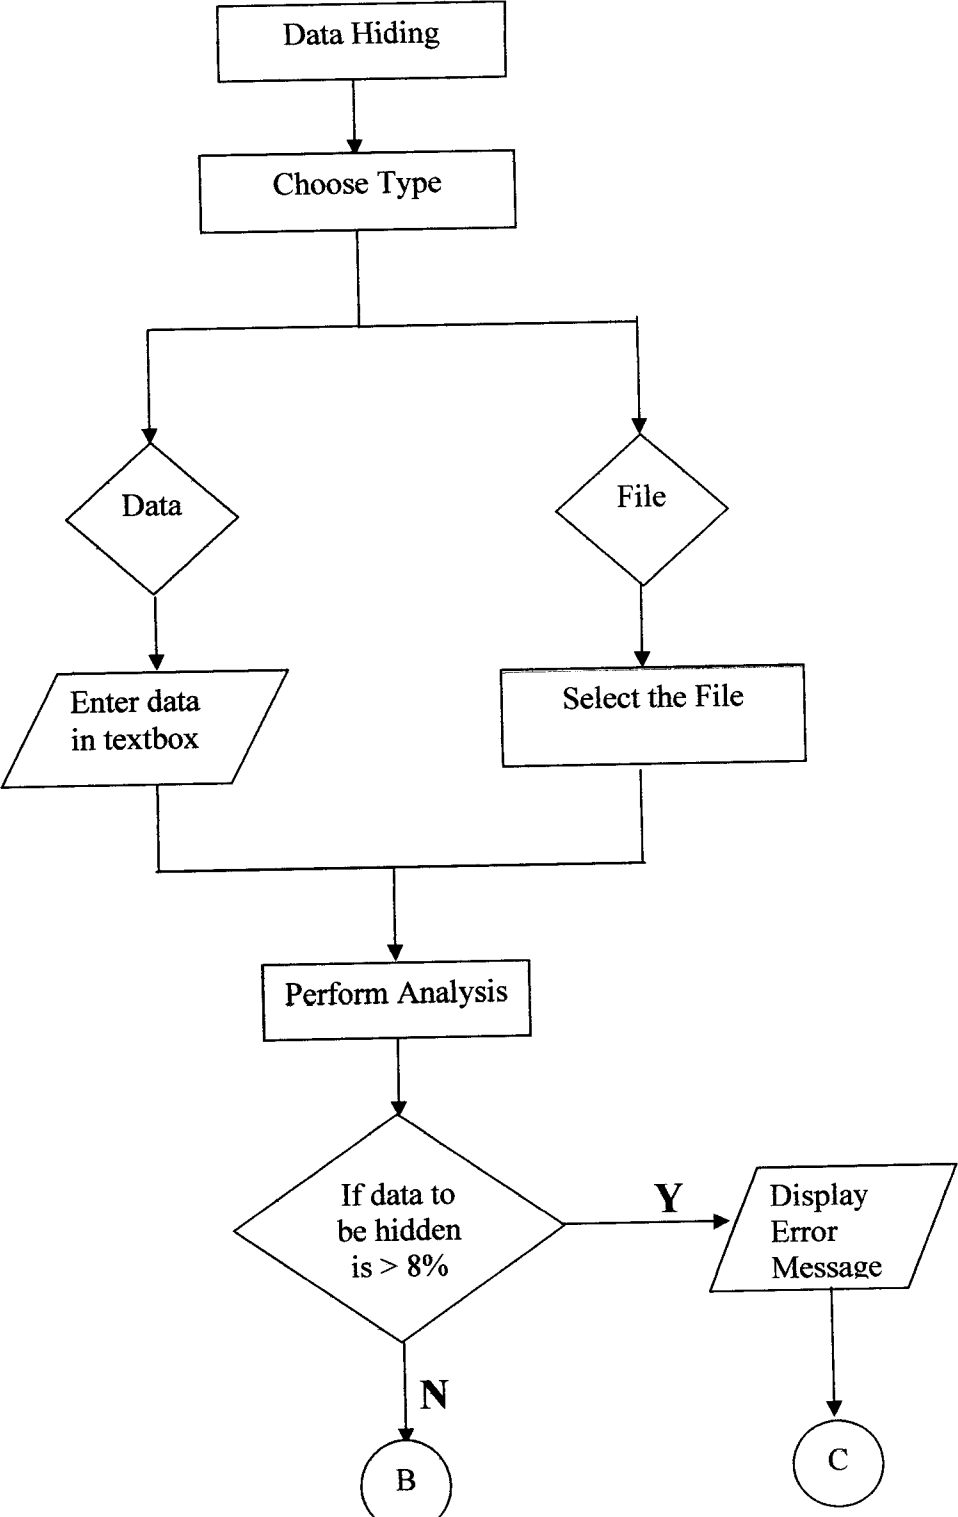 Data Hiding
Choose Type
Data
File
Enter data
in textbox
Select the File
Perform Analysis
If data to
be hidden
is > 8%
Y
Display
Error
Message
N
B
C